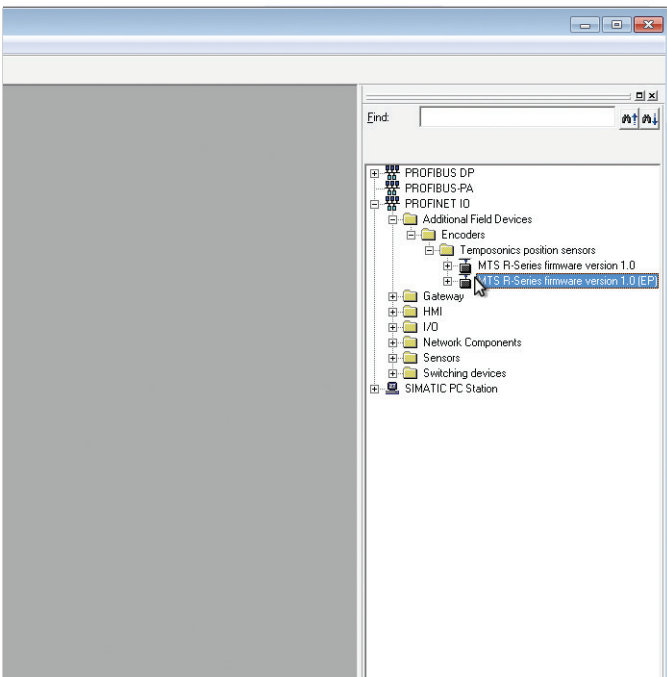 Find:
PROFIBUS DP
PROFIBUS-PA
PROFINET IO
Additional Field Devices
Encoders
Temposonics position sensors
MTS R-Series firmware version 1.0
MTS R-Series firmware version 1.0 (EP)
Gateway
HMI
I/O
Network Components
Sensors
Switching devices
SIMATIC PC Station